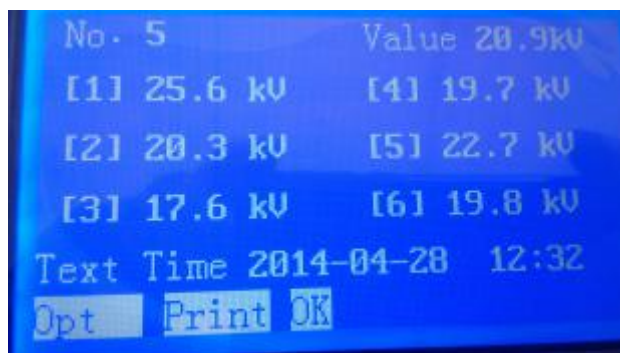 No. 5 Value 20.9kV
[1] 25.6 kV [4] 19.7 kV
[2] 20.3 kV [5] 22.7 kV
[3] 17.6 kV [6] 19.8 kV
Text Time 2014-04-28 12:32
Opt Print OK